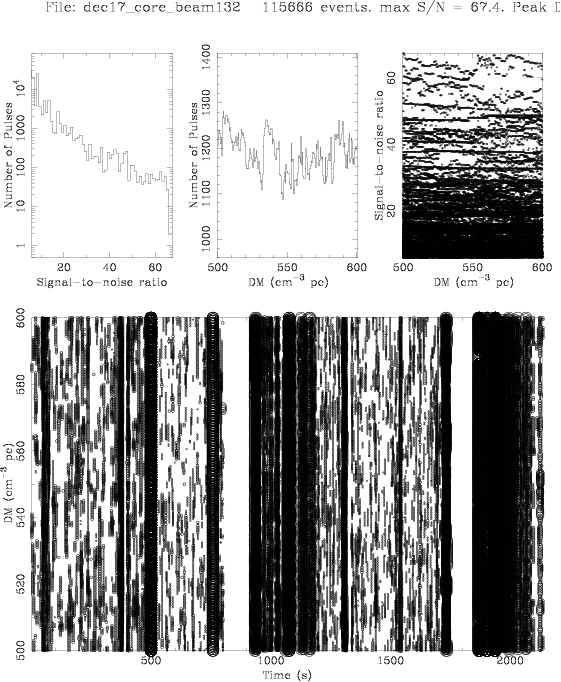 File: dec17_core_beam132 115666 events. max S/N = 67.4. Peak D
Number of Pulses
1 10 100 1000 10^4
20 40 60
Signal-to-noise ratio
Number of Pulses
1000 1100 1200 1300 1400
500 550 600
DM (cm^-3 pc)
Signal-to-noise ratio
20 40 60
500 550 600
DM (cm^-3 pc)
DM (cm^-3 pc)
500 520 540 560 580 600
500 1000 1500 2000
Time (s)